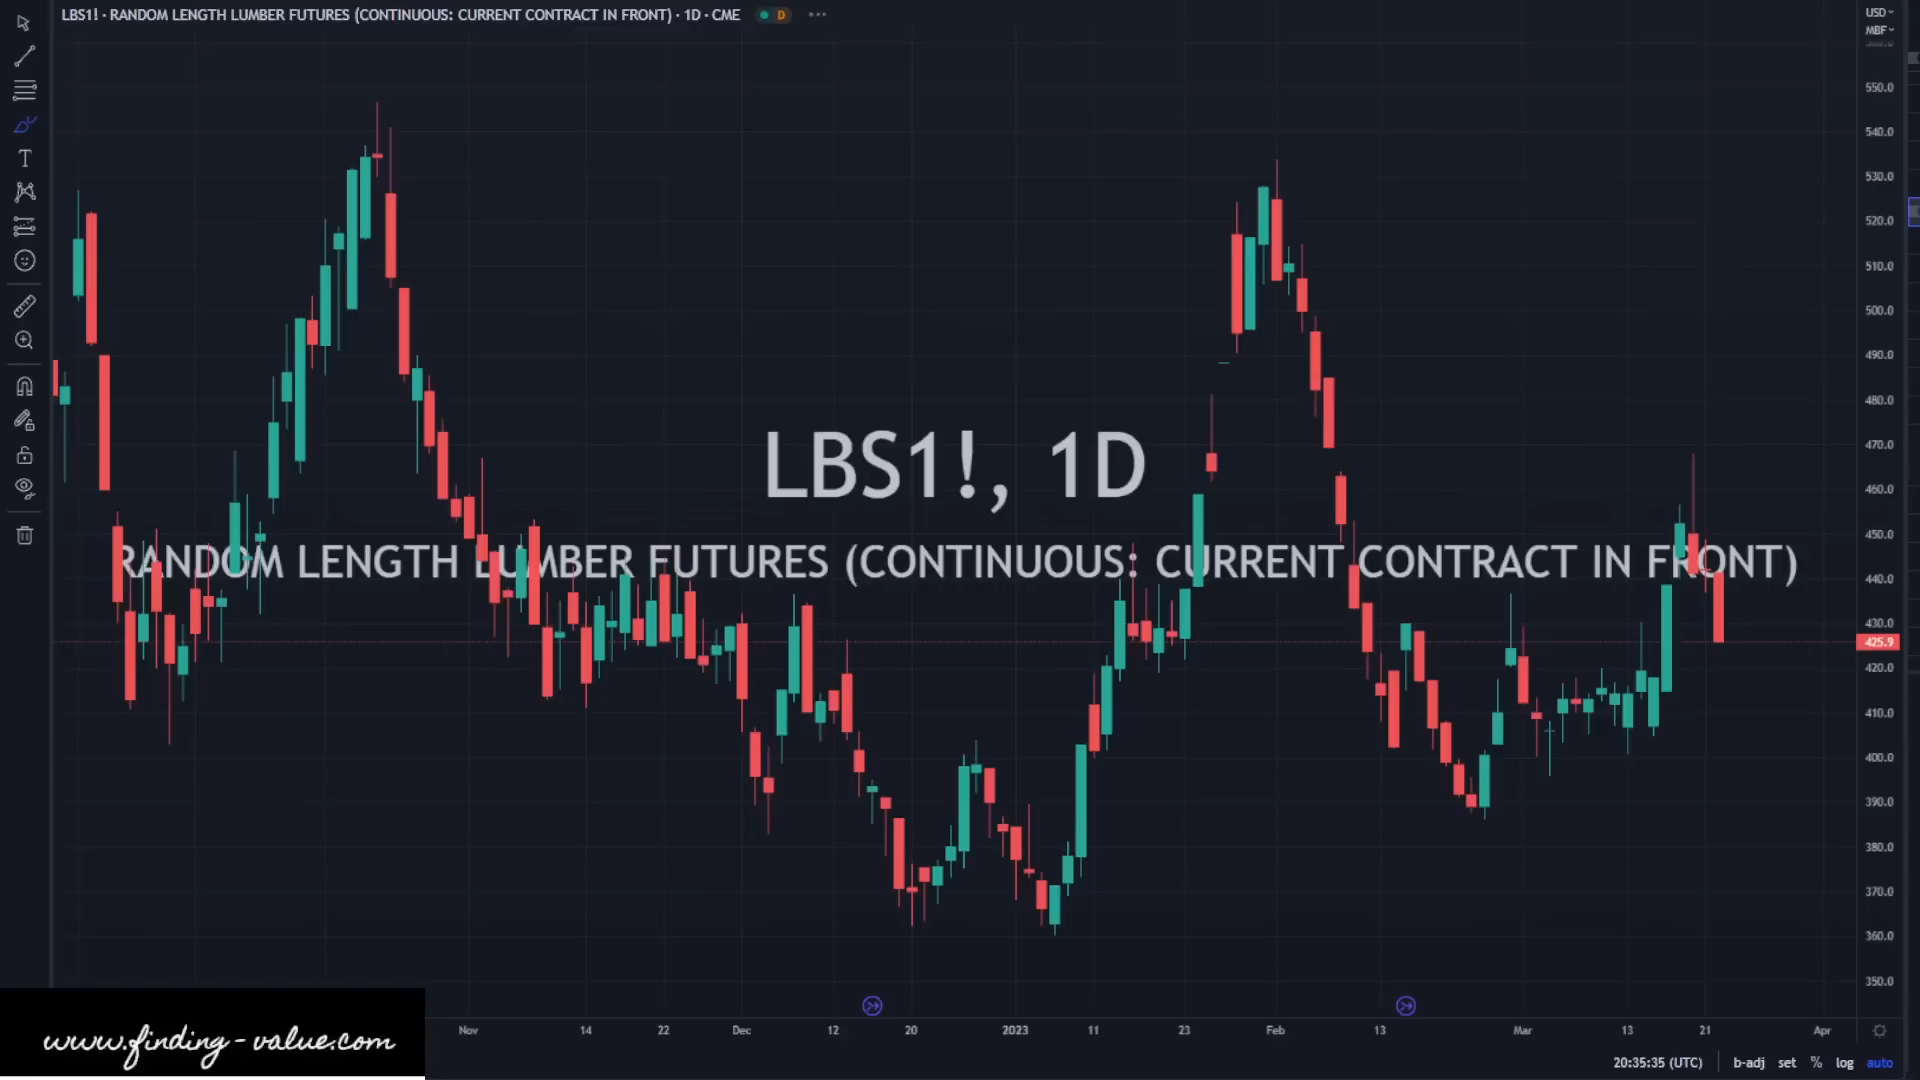 LBS1! · RANDOM LENGTH LUMBER FUTURES (CONTINUOUS: CURRENT CONTRACT IN FRONT) · 1D · CME D
USD
MBF
550.0
540.0
530.0
520.0
510.0
500.0
490.0
480.0
470.0
LBS1!, 1D
460.0
450.0
RANDOM LENGTH LUMBER FUTURES (CONTINUOUS: CURRENT CONTRACT IN FRONT)
440.0
430.0
425.9
420.0
410.0
400.0
390.0
380.0
370.0
360.0
350.0
Nov 14 22 Dec 12 20 2023 11 23 Feb 13 Mar 13 21 Apr
www.finding-value.com
20:35:35 (UTC) b-adj set % log auto